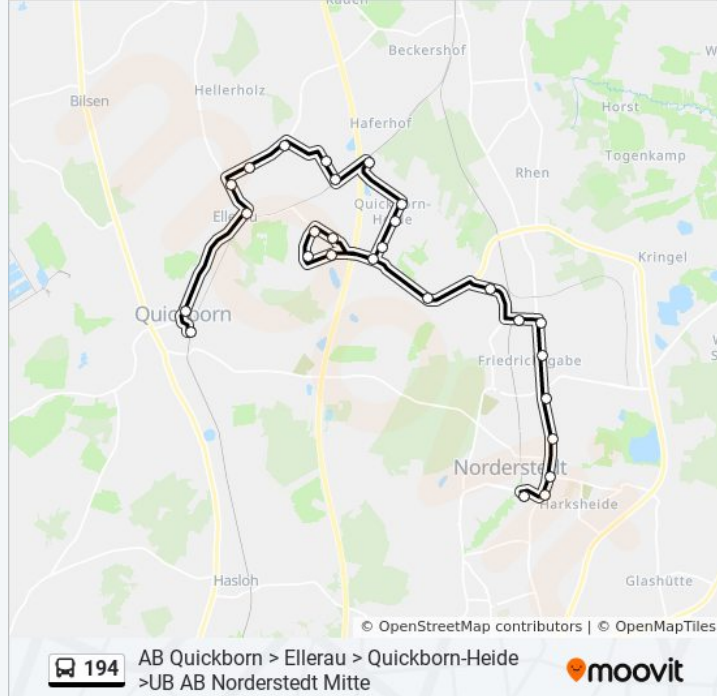 Kauen
Beckershof
Hellerholz
Bilsen
Haferhof
Horst
Togenkamp
Rhen
Quickborn-
Heide
Ellerau
Kringel
Quickborn
Friedrichsgabe
Norderstedt
Harksheide
Hasloh
Glashütte
© OpenStreetMap contributors | © OpenMapTiles
194
AB Quickborn > Ellerau > Quickborn-Heide
>UB AB Norderstedt Mitte
moovit